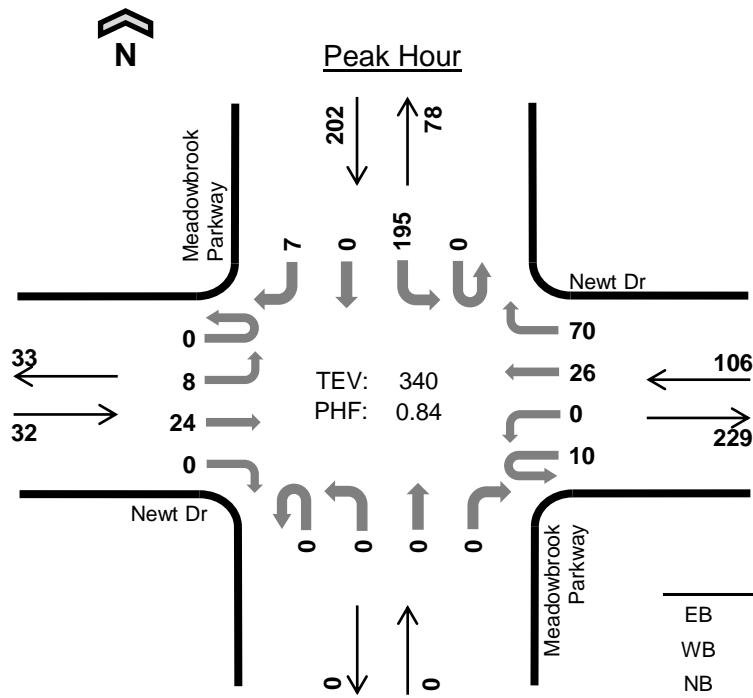 N
Peak Hour
202
78
Meadowbrook
Parkway
7
0
195
0
Newt Dr
0
70
33
8
TEV: 340
26
106
32
24
PHF: 0.84
0
229
0
10
Newt Dr
0
0
0
0
Meadowbrook
Parkway
0
0
EB
WB
NB